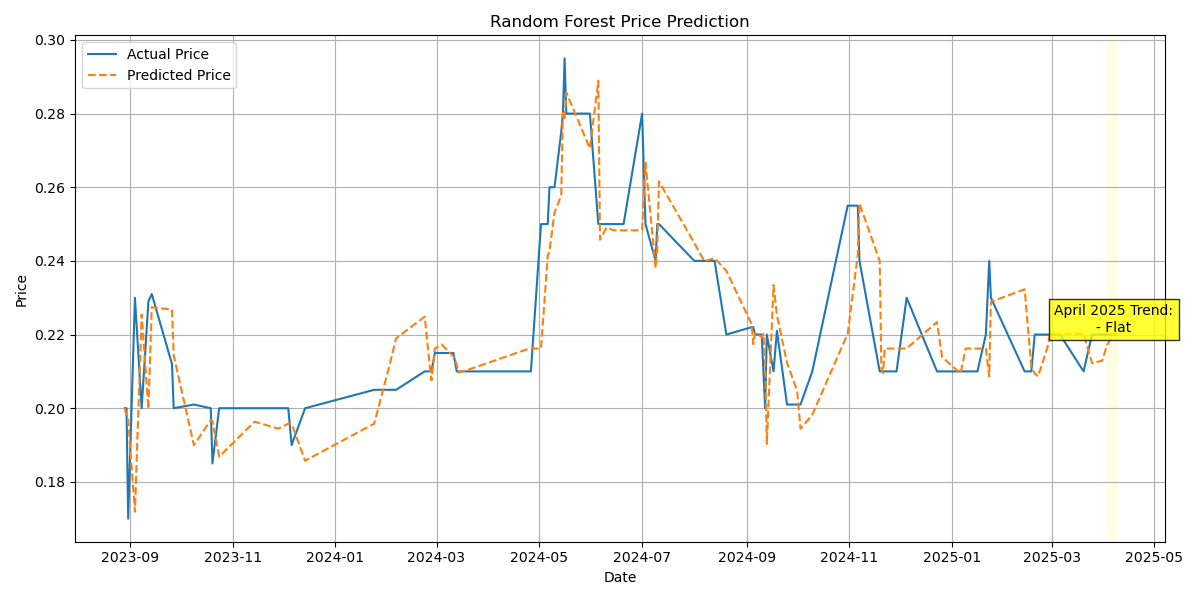 Random Forest Price Prediction
Actual Price
Predicted Price
0.30
0.28
0.26
0.24
0.22
0.20
0.18
Price
April 2025 Trend:
- Flat
2023-09
2023-11
2024-01
2024-03
2024-05
2024-07
2024-09
2024-11
2025-01
2025-03
2025-05
Date